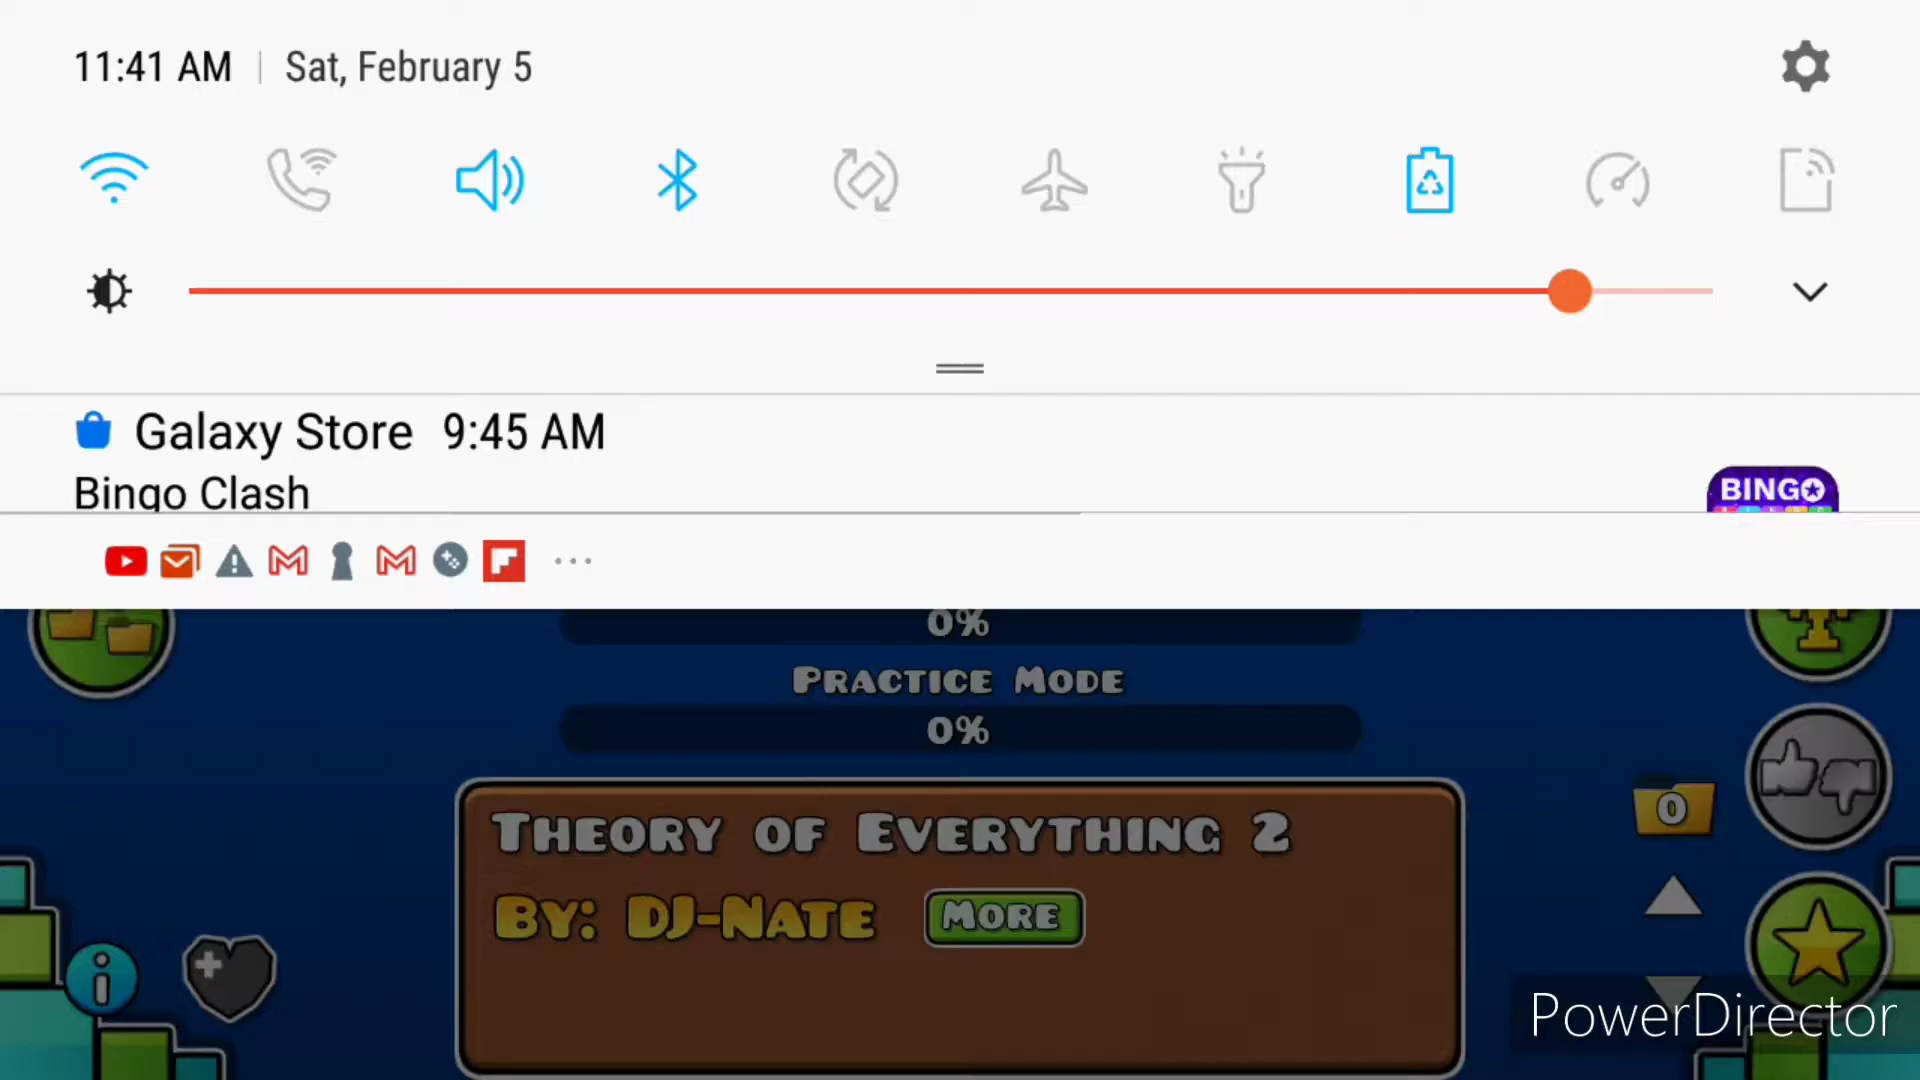 11:41 AM | Sat, February 5
Galaxy Store 9:45 AM
Bingo Clash
BINGO
0%
Practice Mode
0%
Theory of Everything 2
0
By: DJ-Nate
More
PowerDirector